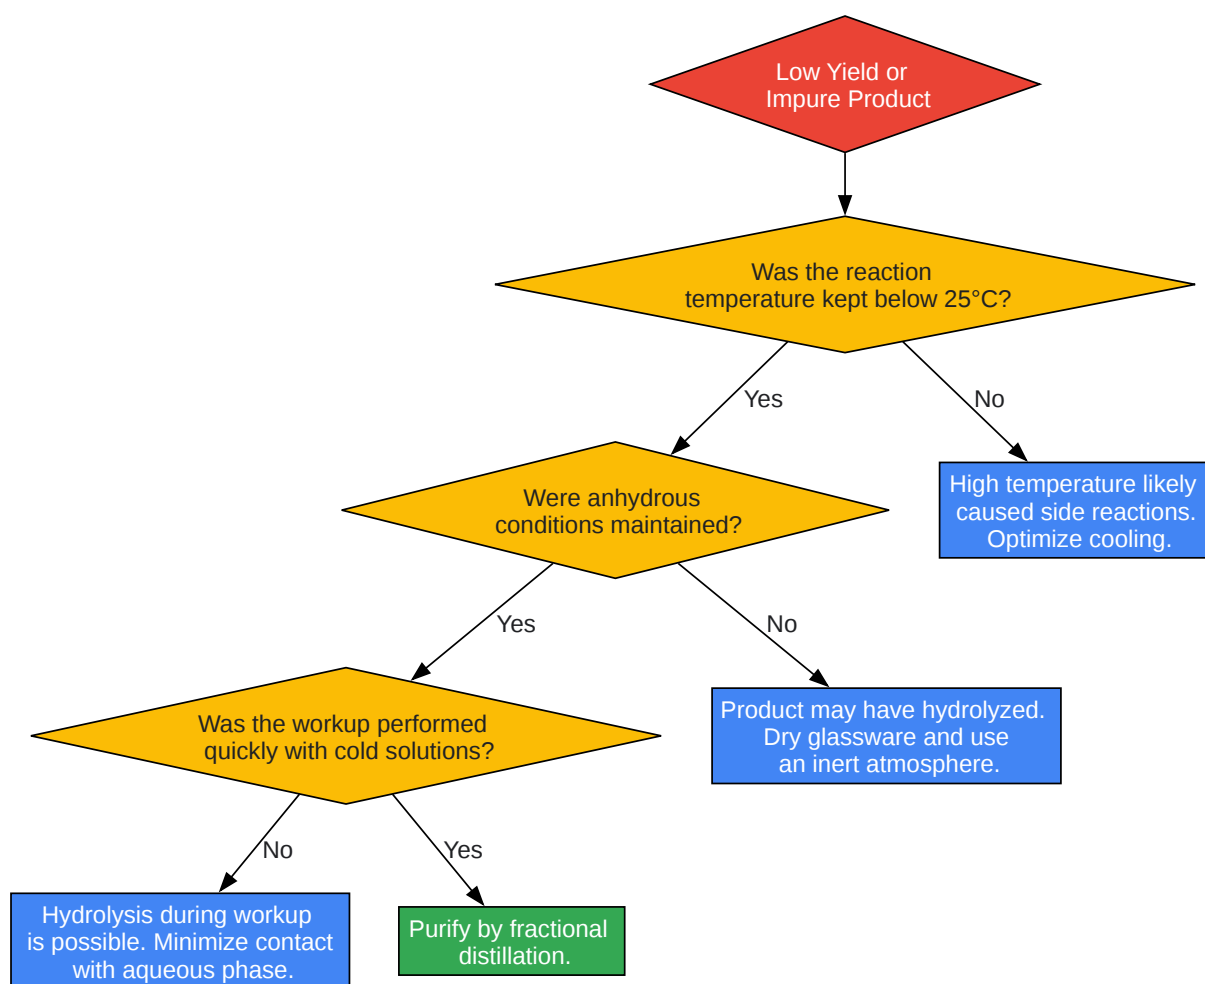 Low Yield or
Impure Product
Was the reaction
temperature kept below 25°C?
Yes
No
Were anhydrous
conditions maintained?
High temperature likely
caused side reactions.
Optimize cooling.
Yes
No
Was the workup performed
quickly with cold solutions?
Product may have hydrolyzed.
Dry glassware and use
an inert atmosphere.
No
Yes
Hydrolysis during workup
is possible. Minimize contact
with aqueous phase.
Purify by fractional
distillation.